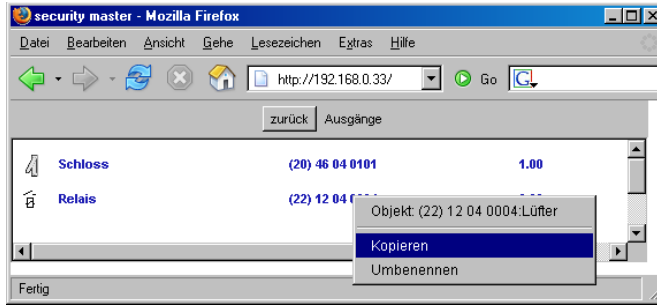 security master - Mozilla Firefox
Datei Bearbeiten Ansicht Gehe Lesezeichen Extras Hilfe
http://192.168.0.33/ Go G
zurück Ausgänge
Schloss (20) 46 04 0101 1.00
Relais (22) 12 04
Objekt: (22) 12 04 0004:Lüfter
Kopieren
Umbenennen
Fertig